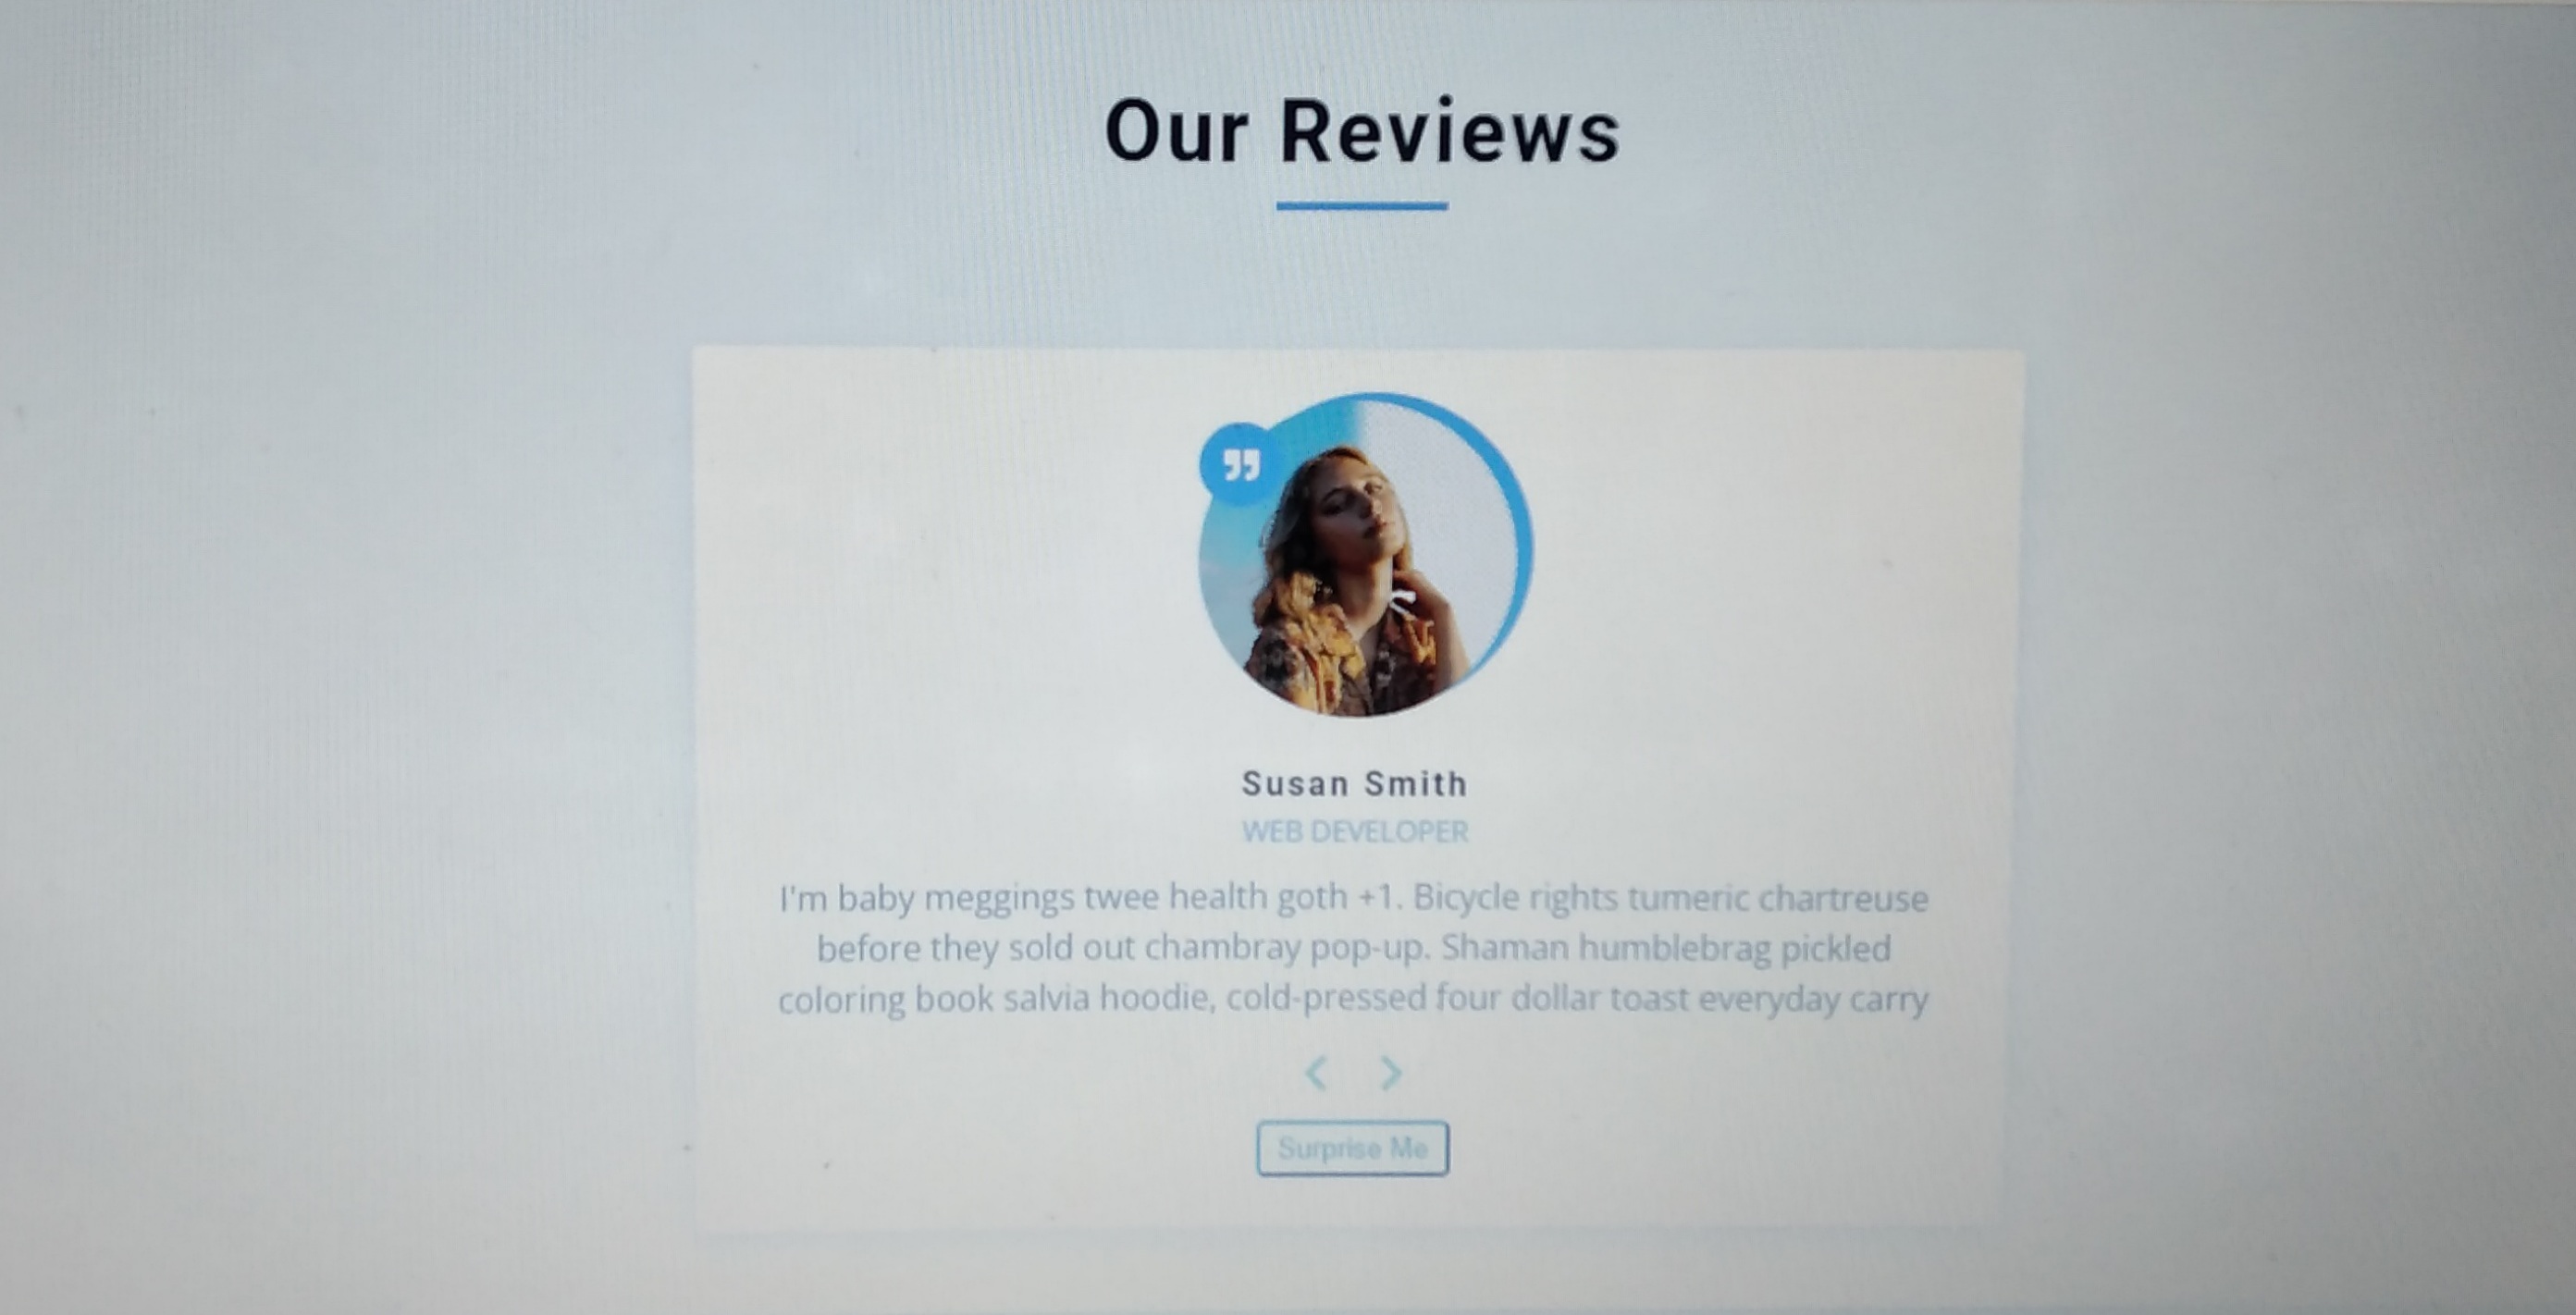 Our Reviews
Susan Smith
WEB DEVELOPER
I'm baby meggings twee health goth +1. Bicycle rights tumeric chartreuse
before they sold out chambray pop-up. Shaman humblebrag pickled
coloring book salvia hoodie, cold-pressed four dollar toast everyday carry
Surprise Me